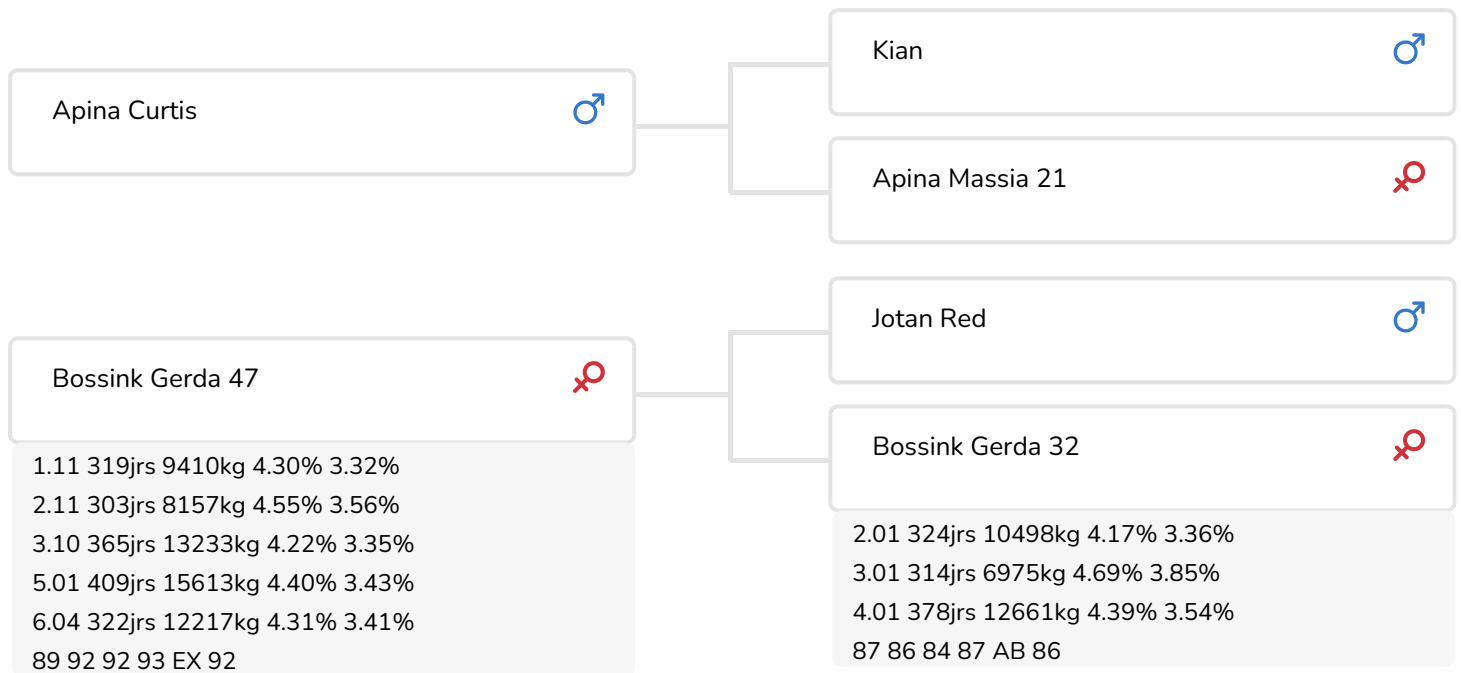 Apina Curtis
Kian
Apina Massia 21
Bossink Gerda 47
1.11 319jrs 9410kg 4.30% 3.32%
2.11 303jrs 8157kg 4.55% 3.56%
3.10 365jrs 13233kg 4.22% 3.35%
5.01 409jrs 15613kg 4.40% 3.43%
6.04 322jrs 12217kg 4.31% 3.41%
89 92 92 93 EX 92
Jotan Red
Bossink Gerda 32
2.01 324jrs 10498kg 4.17% 3.36%
3.01 314jrs 6975kg 4.69% 3.85%
4.01 378jrs 12661kg 4.39% 3.54%
87 86 84 87 AB 86